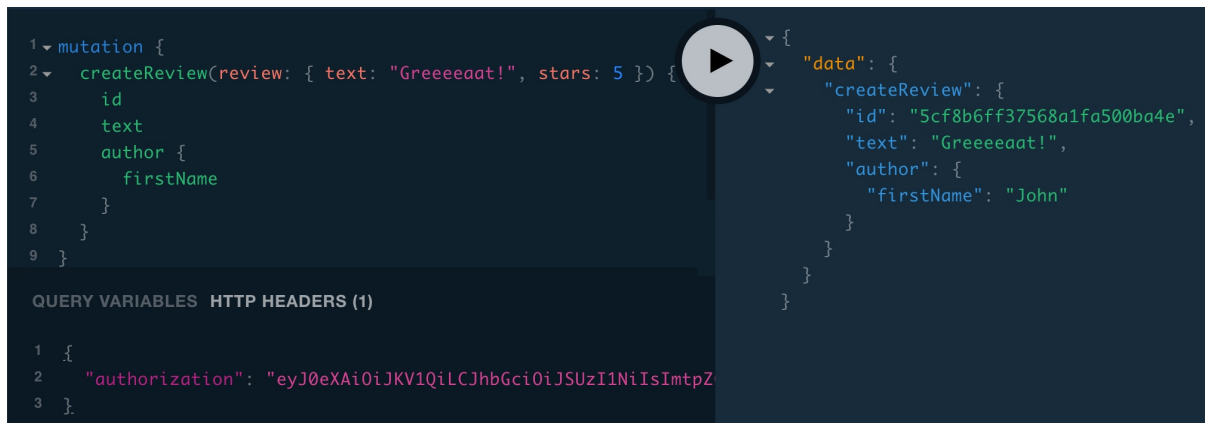 1 mutation {
2 createReview(review: { text: "Greeeeaat!", stars: 5 }) {
3 id
4 text
5 author {
6 firstName
7 }
8 }
9 }
QUERY VARIABLES HTTP HEADERS (1)
1 {
2 "authorization": "eyJ0eXAiOiJKV1QiLCJhbGciOiJSUzI1NiIsImtpZ
3 }
{
"data": {
"createReview": {
"id": "5cf8b6ff37568a1fa500ba4e",
"text": "Greeeeaat!",
"author": {
"firstName": "John"
}
}
}
}